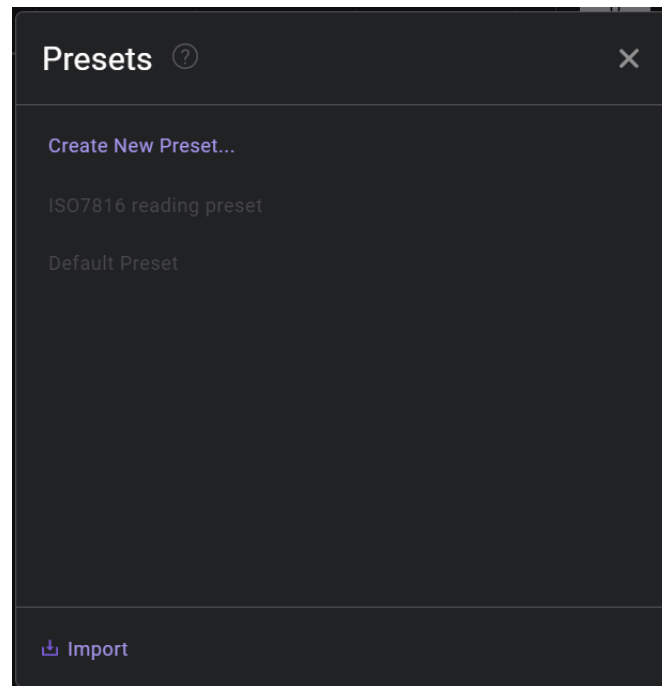 Presets ?
Create New Preset...
ISO7816 reading preset
Default Preset
Import